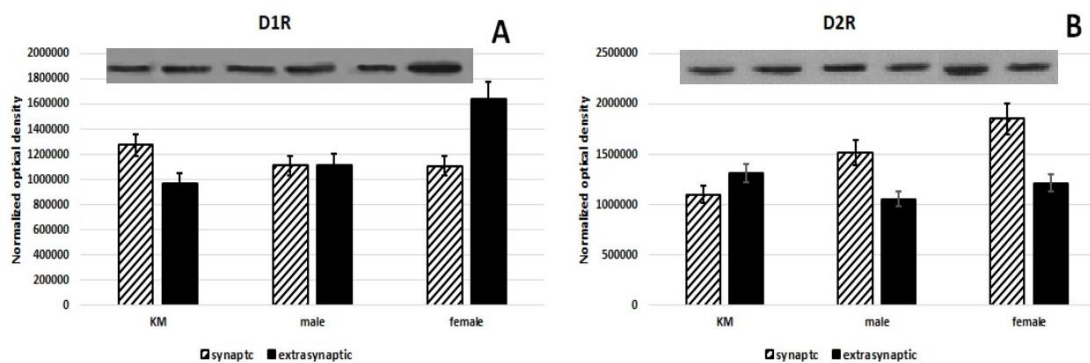 D1R
A
Normalized optical density
2000000
1800000
1600000
1400000
1200000
1000000
800000
600000
400000
200000
0
KM male female
synaptc extrasynaptic
D2R
B
Normalized optical density
2500000
2000000
1500000
1000000
500000
0
KM male female
synaptc extrasynaptic